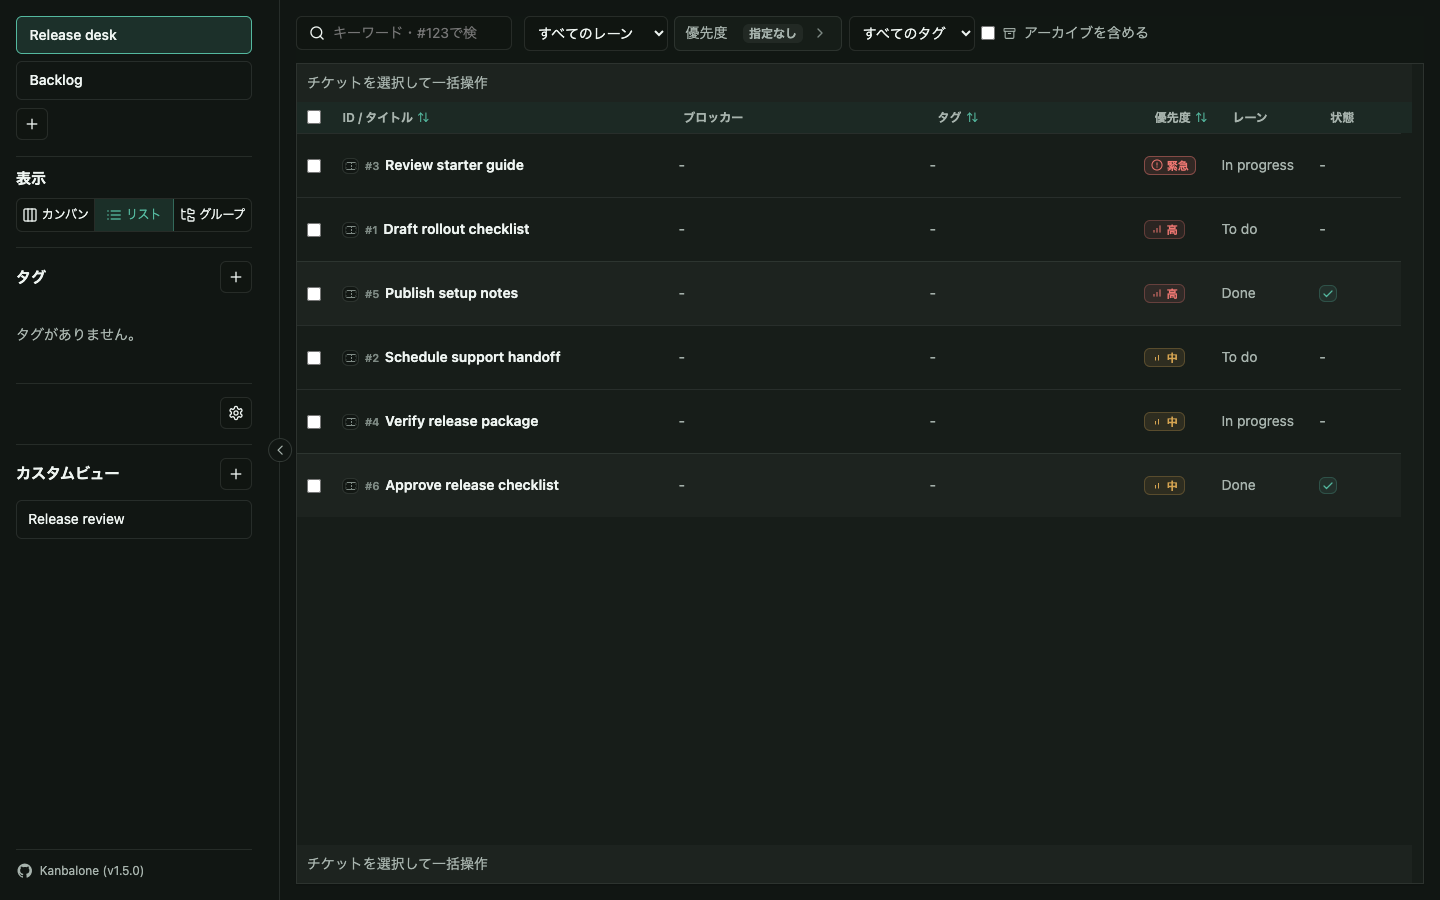 Release desk
Backlog
表示
カンバン リスト グループ
タグ
タグがありません。
カスタムビュー
Release review
Kanbalone (v1.5.0)
キーワード・#123で検 すべてのレーン 優先度 指定なし すべてのタグ アーカイブを含める
チケットを選択して一括操作
ID / タイトル ブロッカー タグ 優先度 レーン 状態
#3 Review starter guide - - 緊急 In progress -
#1 Draft rollout checklist - - 高 To do -
#5 Publish setup notes - - 高 Done
#2 Schedule support handoff - - 中 To do -
#4 Verify release package - - 中 In progress -
#6 Approve release checklist - - 中 Done
チケットを選択して一括操作